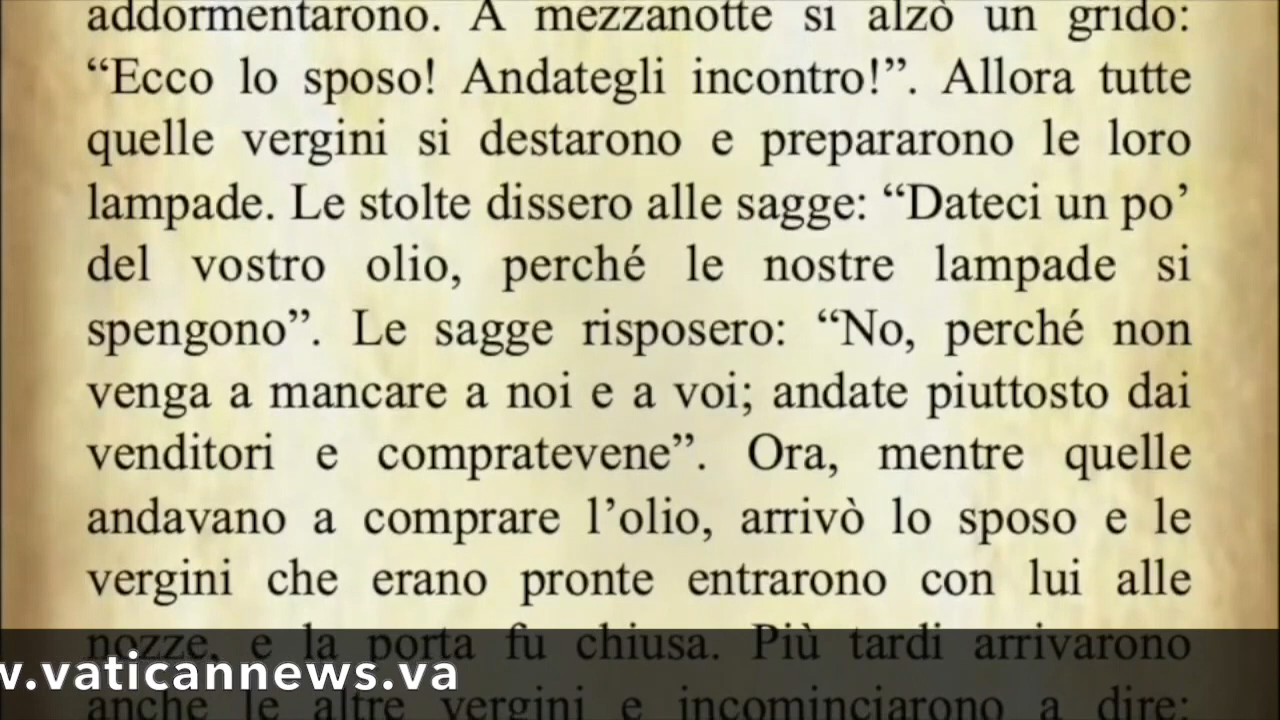 addormentarono. A mezzanotte si alzò un grido:
“Ecco lo sposo! Andategli incontro!”. Allora tutte
quelle vergini si destarono e prepararono le loro
lampade. Le stolte dissero alle sagge: “Dateci un po’
del vostro olio, perché le nostre lampade si
spengono”. Le sagge risposero: “No, perché non
venga a mancare a noi e a voi; andate piuttosto dai
venditori e compratevene”. Ora, mentre quelle
andavano a comprare l’olio, arrivò lo sposo e le
vergini che erano pronte entrarono con lui alle
nozze, e la porta fu chiusa. Più tardi arrivarono
v.vaticannews.va
anche le altre vergini e incominciarono a dire: